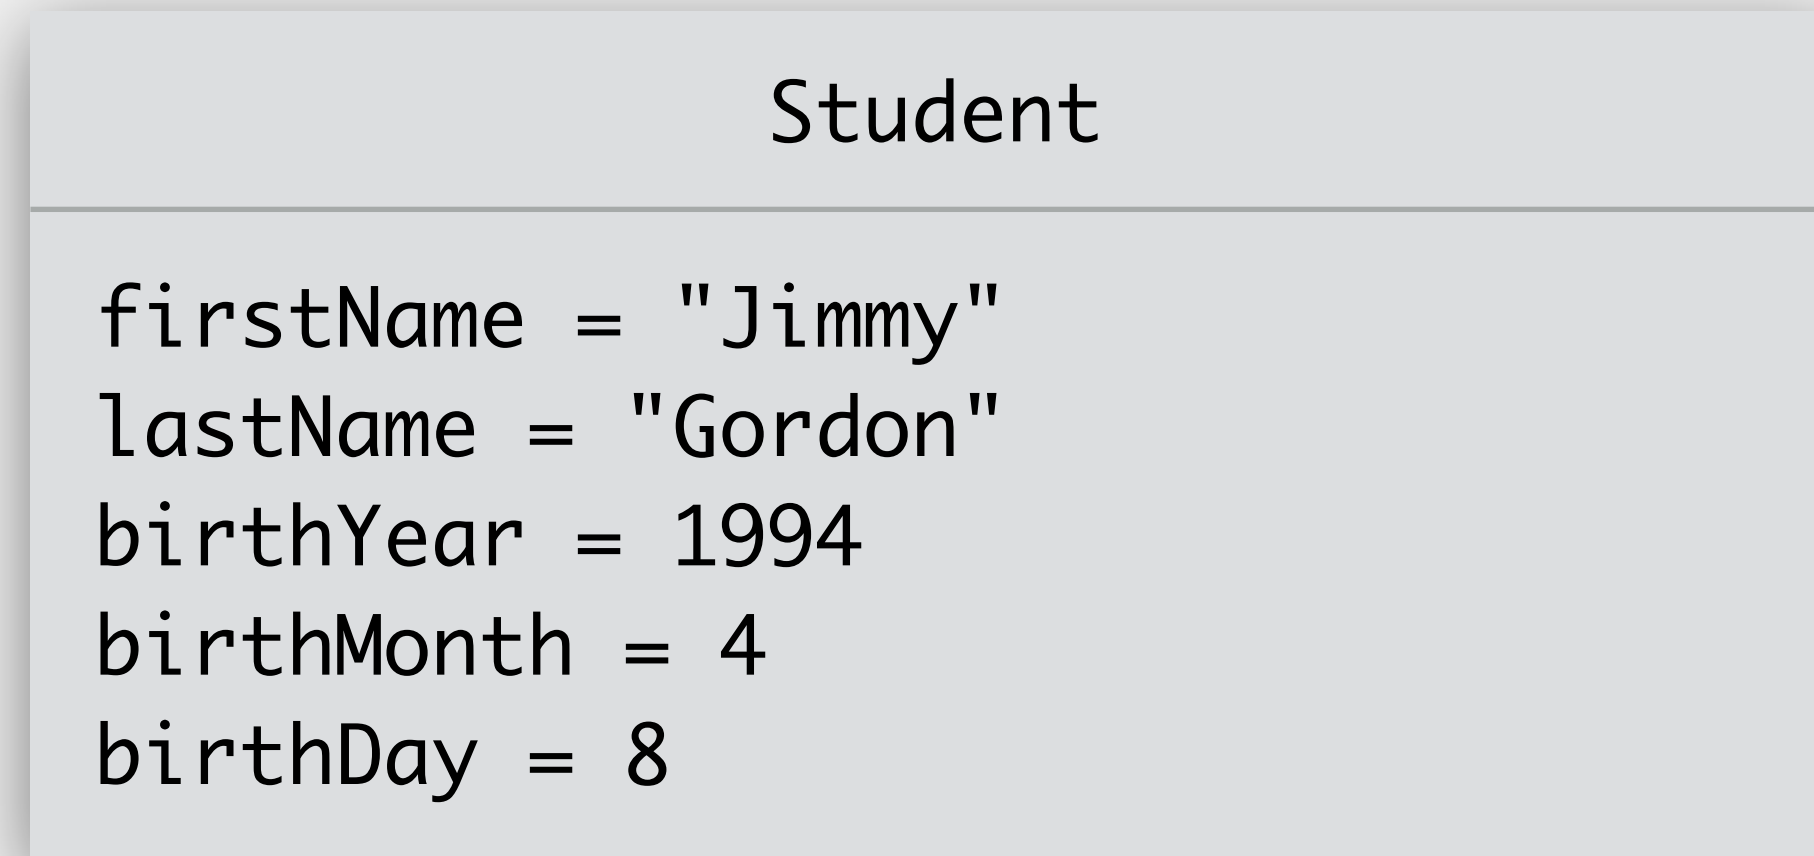 Student
firstName = "Jimmy"
lastName = "Gordon"
birthYear = 1994
birthMonth = 4
birthDay = 8